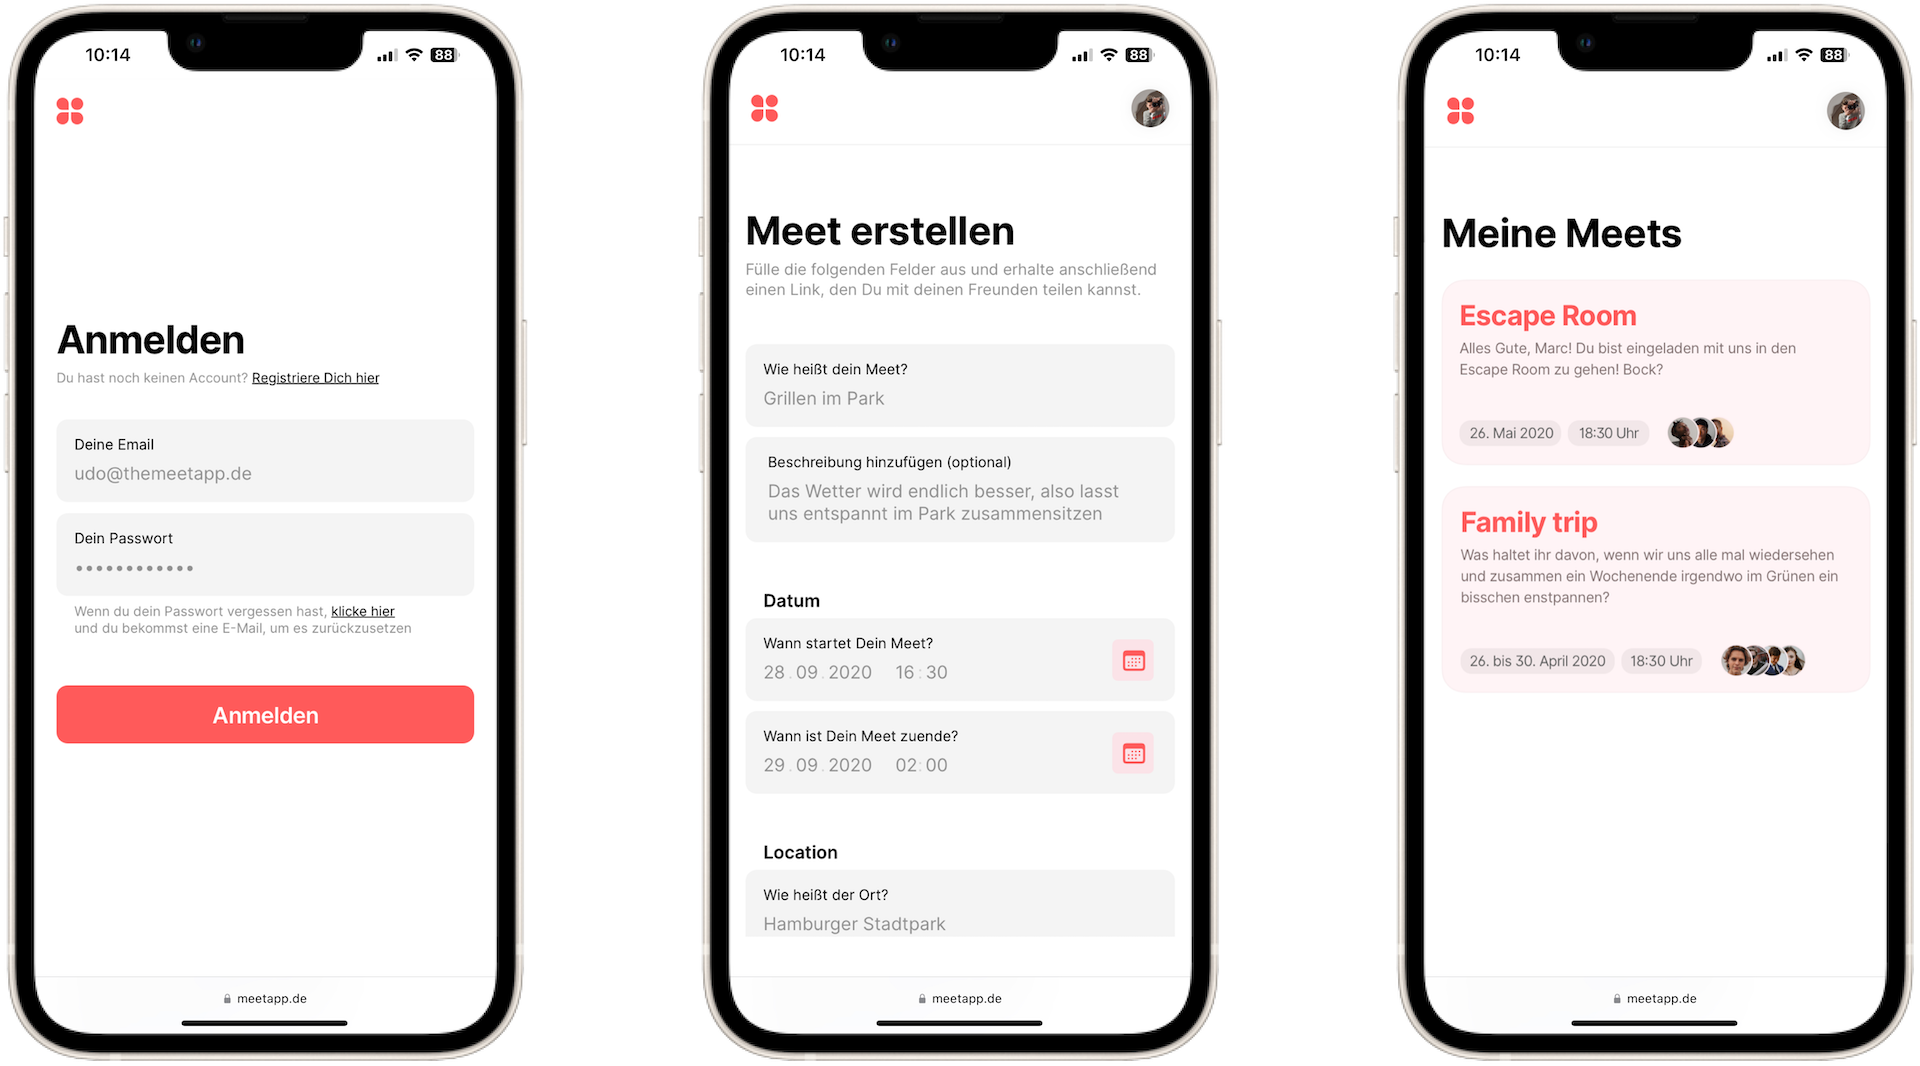 10:14
88
Anmelden
Du hast noch keinen Account? Registriere Dich hier
Deine Email
udo@themeetapp.de
Dein Passwort
••••••••••••
Wenn du dein Passwort vergessen hast, klicke hier
und du bekommst eine E-Mail, um es zurückzusetzen
Anmelden
meetapp.de
10:14
88
Meet erstellen
Fülle die folgenden Felder aus und erhalte anschließend
einen Link, den Du mit deinen Freunden teilen kannst.
Wie heißt dein Meet?
Grillen im Park
Beschreibung hinzufügen (optional)
Das Wetter wird endlich besser, also lasst
uns entspannt im Park zusammensitzen
Datum
Wann startet Dein Meet?
28.09.2020 16:30
Wann ist Dein Meet zuende?
29.09.2020 02:00
Location
Wie heißt der Ort?
Hamburger Stadtpark
meetapp.de
10:14
88
Meine Meets
Escape Room
Alles Gute, Marc! Du bist eingeladen mit uns in den
Escape Room zu gehen! Bock?
26. Mai 2020 18:30 Uhr
Family trip
Was haltet ihr davon, wenn wir uns alle mal wiedersehen
und zusammen ein Wochenende irgendwo im Grünen ein
bisschen enstpannen?
26. bis 30. April 2020 18:30 Uhr
meetapp.de